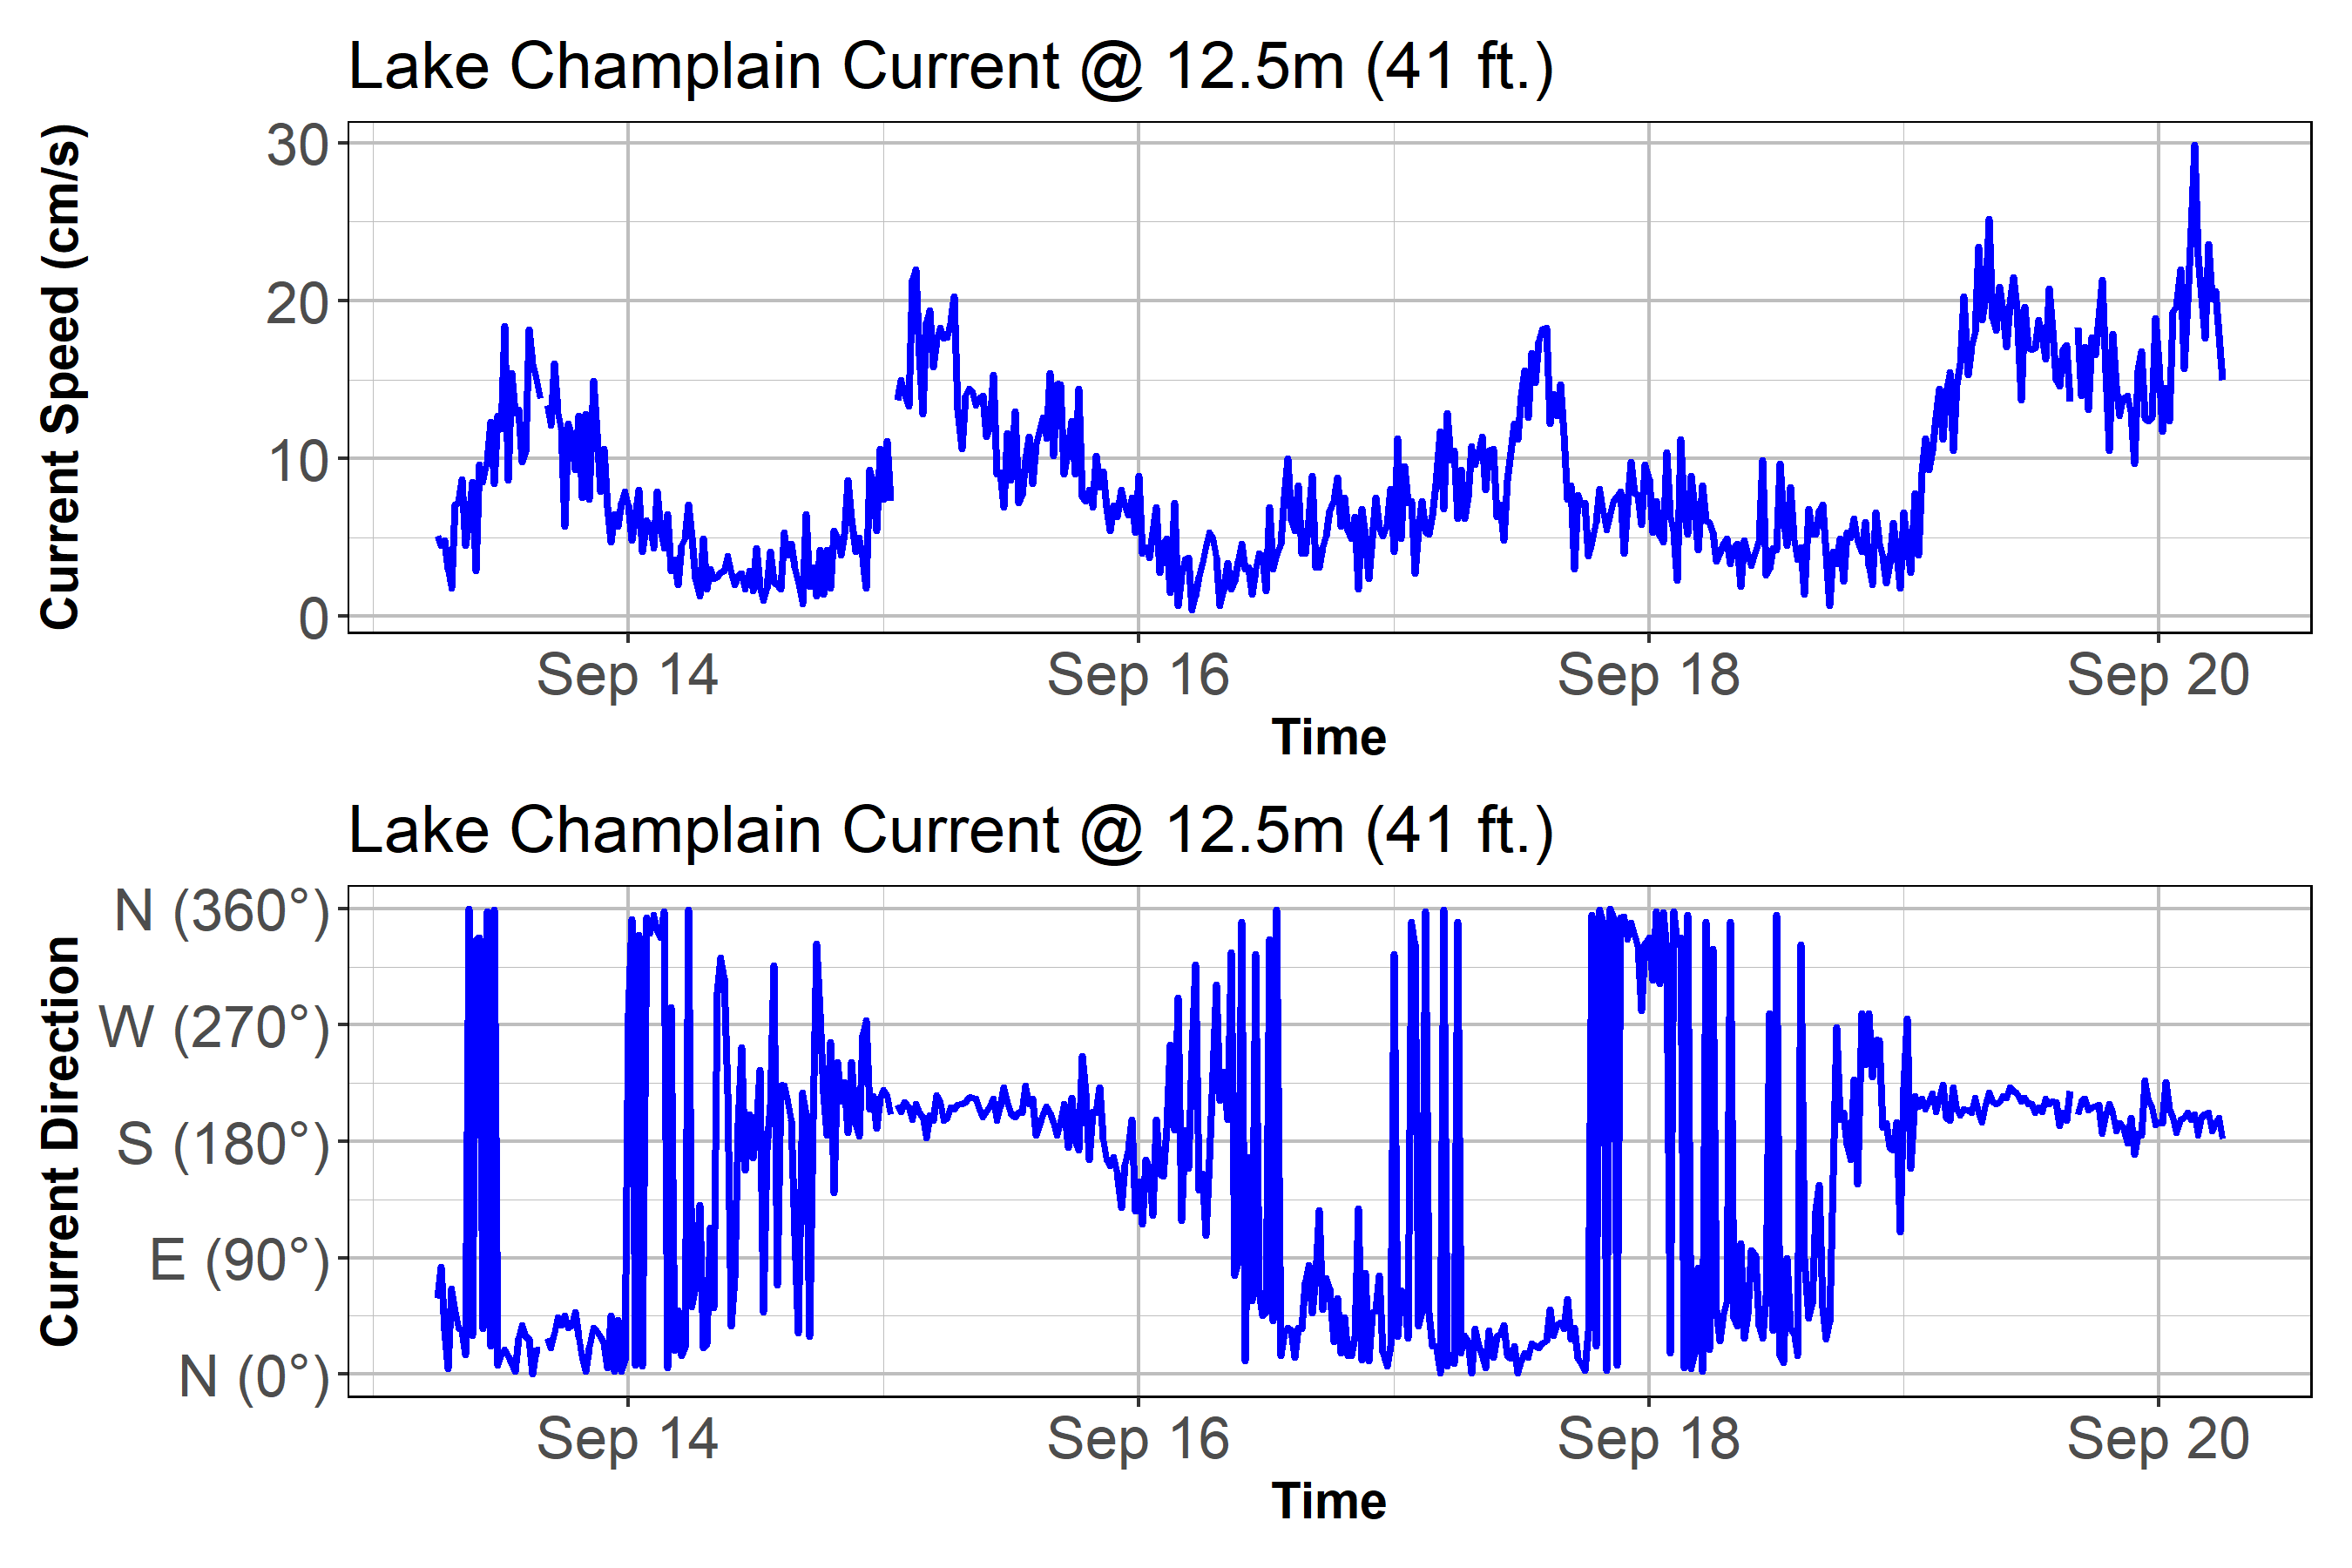 Lake Champlain Current @ 12.5m (41 ft.)
Current Speed (cm/s)
30
20
10
0
Sep 14 Sep 16 Sep 18 Sep 20
Time
Lake Champlain Current @ 12.5m (41 ft.)
Current Direction
N (360°)
W (270°)
S (180°)
E (90°)
N (0°)
Sep 14 Sep 16 Sep 18 Sep 20
Time